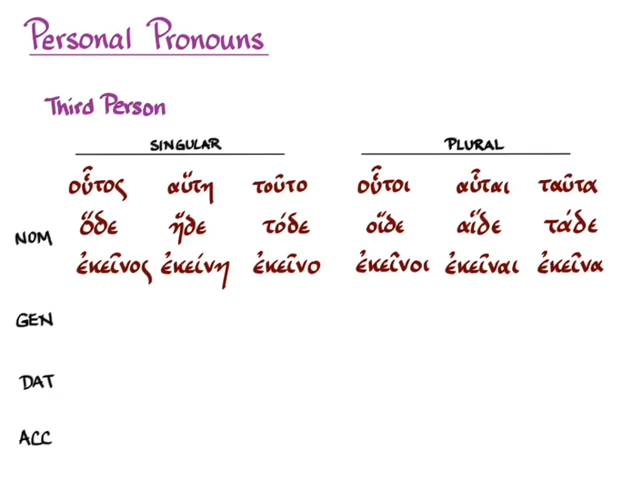 Personal Pronouns
Third Person
SINGULAR PLURAL
οὗτος αὕτη τοῦτο οὗτοι αὗται ταῦτα
NOM ὅδε ἥδε τόδε οἵδε αἵδε τάδε
ἐκεῖνος ἐκείνη ἐκεῖνο ἐκεῖνοι ἐκεῖναι ἐκεῖνα
GEN
DAT
ACC